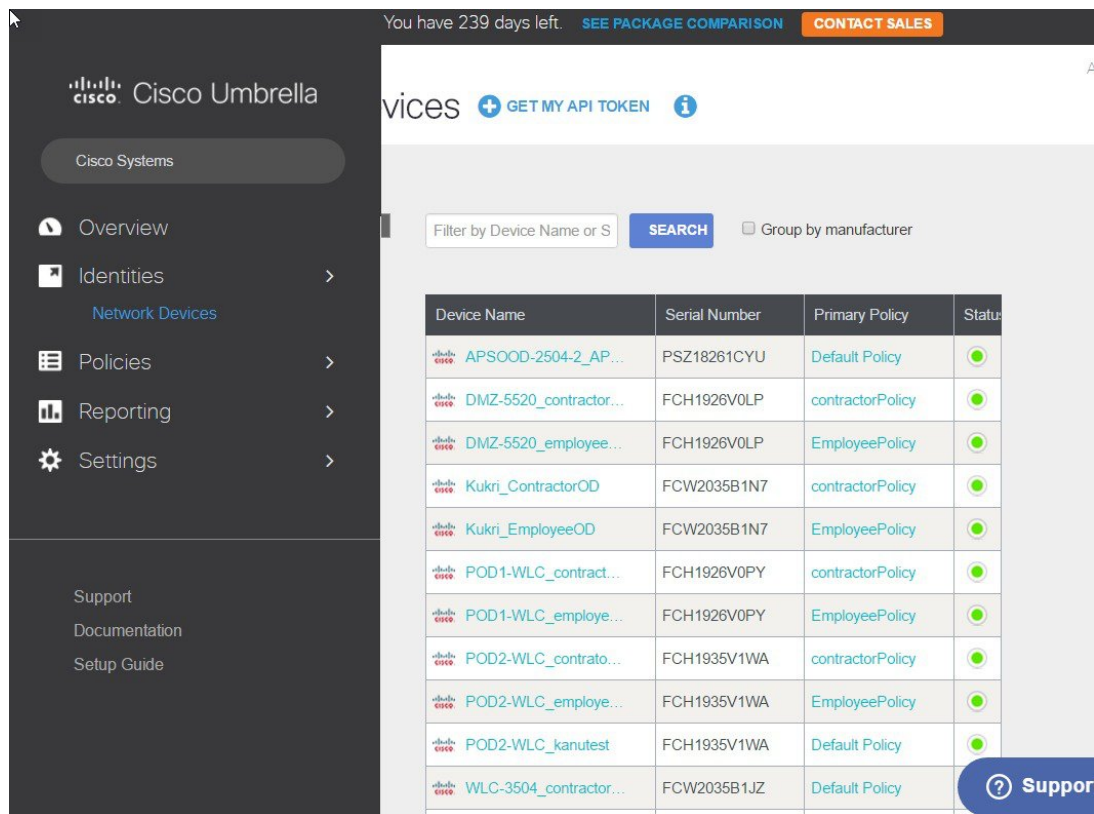 You have 239 days left. SEE PACKAGE COMPARISON CONTACT SALES
cisco. Cisco Umbrella
A
vices GET MY API TOKEN
Cisco Systems
Overview
Identities
Network Devices
Policies
Reporting
Settings
Support
Documentation
Setup Guide
Filter by Device Name or S SEARCH Group by manufacturer
Device Name Serial Number Primary Policy Status
APSOOD-2504-2_AP... PSZ18261CYU Default Policy
DMZ-5520_contractor... FCH1926V0LP contractorPolicy
DMZ-5520_employee... FCH1926V0LP EmployeePolicy
Kukri_ContractorOD FCW2035B1N7 contractorPolicy
Kukri_EmployeeOD FCW2035B1N7 EmployeePolicy
POD1-WLC_contract... FCH1926V0PY contractorPolicy
POD1-WLC_employe... FCH1926V0PY EmployeePolicy
POD2-WLC_contrato... FCH1935V1WA contractorPolicy
POD2-WLC_employe... FCH1935V1WA EmployeePolicy
POD2-WLC_kanutest FCH1935V1WA Default Policy
WLC-3504_contractor... FCW2035B1JZ Default Policy
Suppor